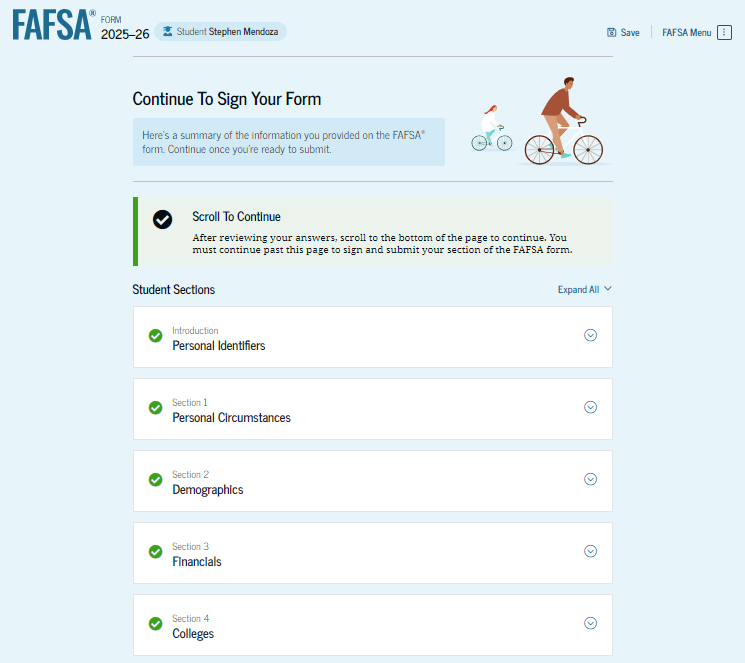 FAFSA®
FORM
2025–26
Student Stephen Mendoza
Save
FAFSA Menu
Continue To Sign Your Form
Here's a summary of the information you provided on the FAFSA®
form. Continue once you're ready to submit.
Scroll To Continue
After reviewing your answers, scroll to the bottom of the page to continue. You
must continue past this page to sign and submit your section of the FAFSA form.
Student Sections
Expand All
Introduction
Personal Identifiers
Section 1
Personal Circumstances
Section 2
Demographics
Section 3
Financials
Section 4
Colleges